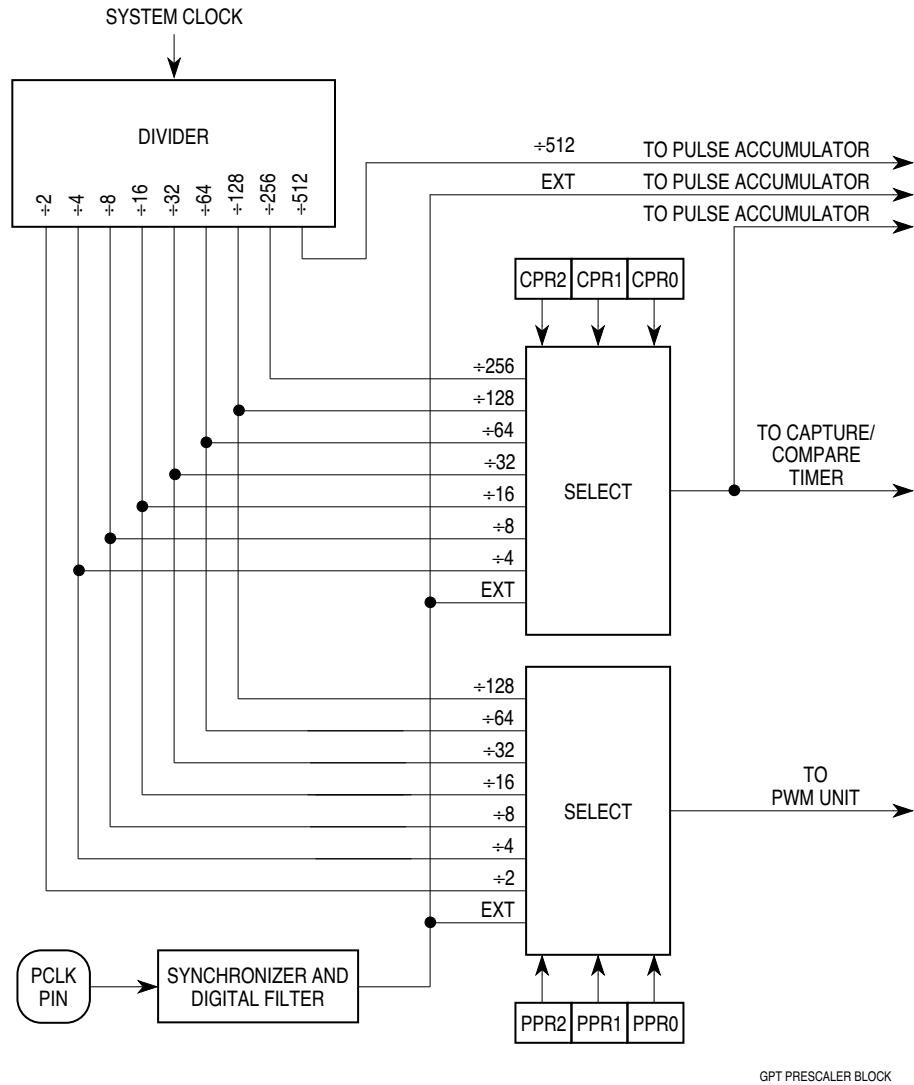 SYSTEM CLOCK
DIVIDER
÷2
÷4
÷8
÷16
÷32
÷64
÷128
÷256
÷512
÷512
TO PULSE ACCUMULATOR
EXT
TO PULSE ACCUMULATOR
TO PULSE ACCUMULATOR
CPR2
CPR1
CPR0
÷256
÷128
÷64
÷32
÷16
÷8
÷4
EXT
SELECT
TO CAPTURE/
COMPARE
TIMER
÷128
÷64
÷32
÷16
÷8
÷4
÷2
EXT
SELECT
TO
PWM UNIT
PCLK
PIN
SYNCHRONIZER AND
DIGITAL FILTER
PPR2
PPR1
PPR0
GPT PRESCALER BLOCK